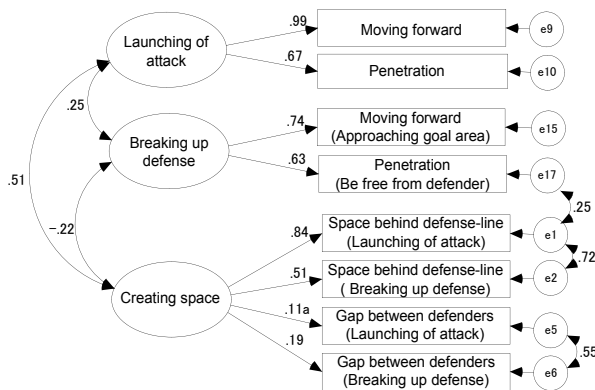 .99
Moving forward
e9
Launching of
attack
.67
Penetration
e10
.25
.74
Moving forward
(Approaching goal area)
e15
Breaking up
defense
.63
Penetration
(Be free from defender)
e17
.51
-.22
.25
.84
Space behind defense-line
(Launching of attack)
e1
.72
.51
Space behind defense-line
( Breaking up defense)
e2
Creating space
.11a
Gap between defenders
(Launching of attack)
e5
.55
.19
Gap between defenders
(Breaking up defense)
e6